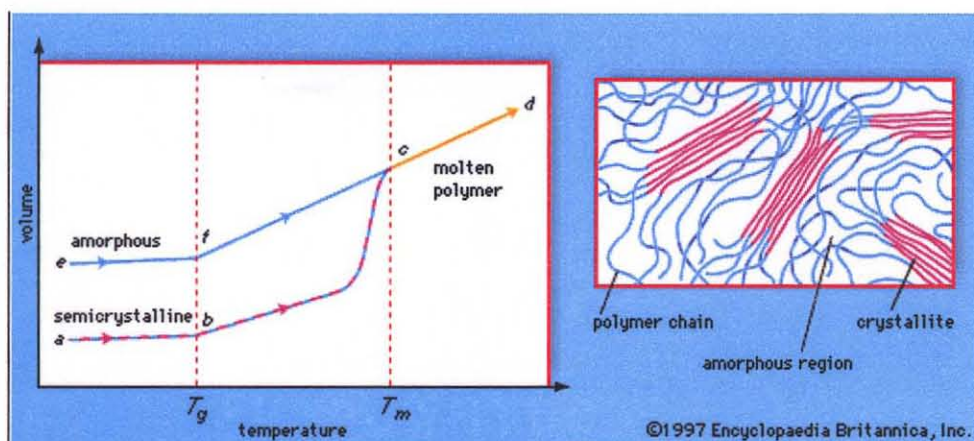 d
c
molten
polymer
volume
amorphous
f
e
semicrystalline
b
a
polymer chain
crystallite
amorphous region
Tg
Tm
temperature
©1997 Encyclopaedia Britannica, Inc.